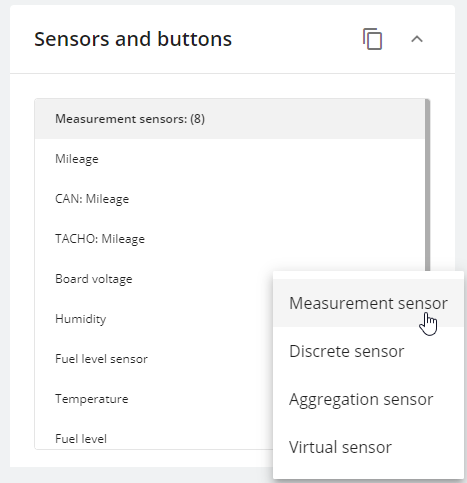 Sensors and buttons
Measurement sensors: (8)
Mileage
CAN: Mileage
TACHO: Mileage
Board voltage
Humidity
Fuel level sensor
Temperature
Fuel level
Measurement sensor
Discrete sensor
Aggregation sensor
Virtual sensor